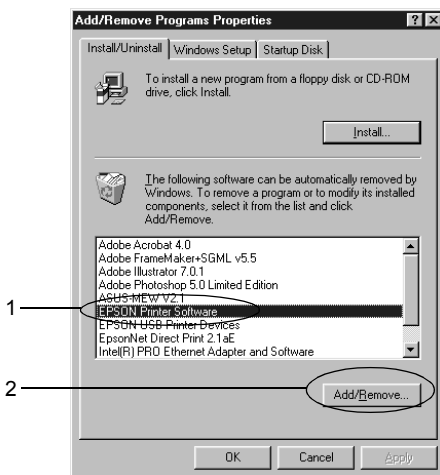 Add/Remove Programs Properties
Install/Uninstall Windows Setup Startup Disk
To install a new program from a floppy disk or CD-ROM
drive, click Install.
Install...
The following software can be automatically removed by
Windows. To remove a program or to modify its installed
components, select it from the list and click
Add/Remove.
Adobe Acrobat 4.0
Adobe FrameMaker+SGML v5.5
Adobe Illustrator 7.0.1
Adobe Photoshop 5.0 Limited Edition
ASUS-MEW V2.1
1
EPSON Printer Software
EPSON USB Printer Devices
EpsonNet Direct Print 2.1aE
Intel(R) PRO Ethernet Adapter and Software
2
Add/Remove...
OK Cancel Apply